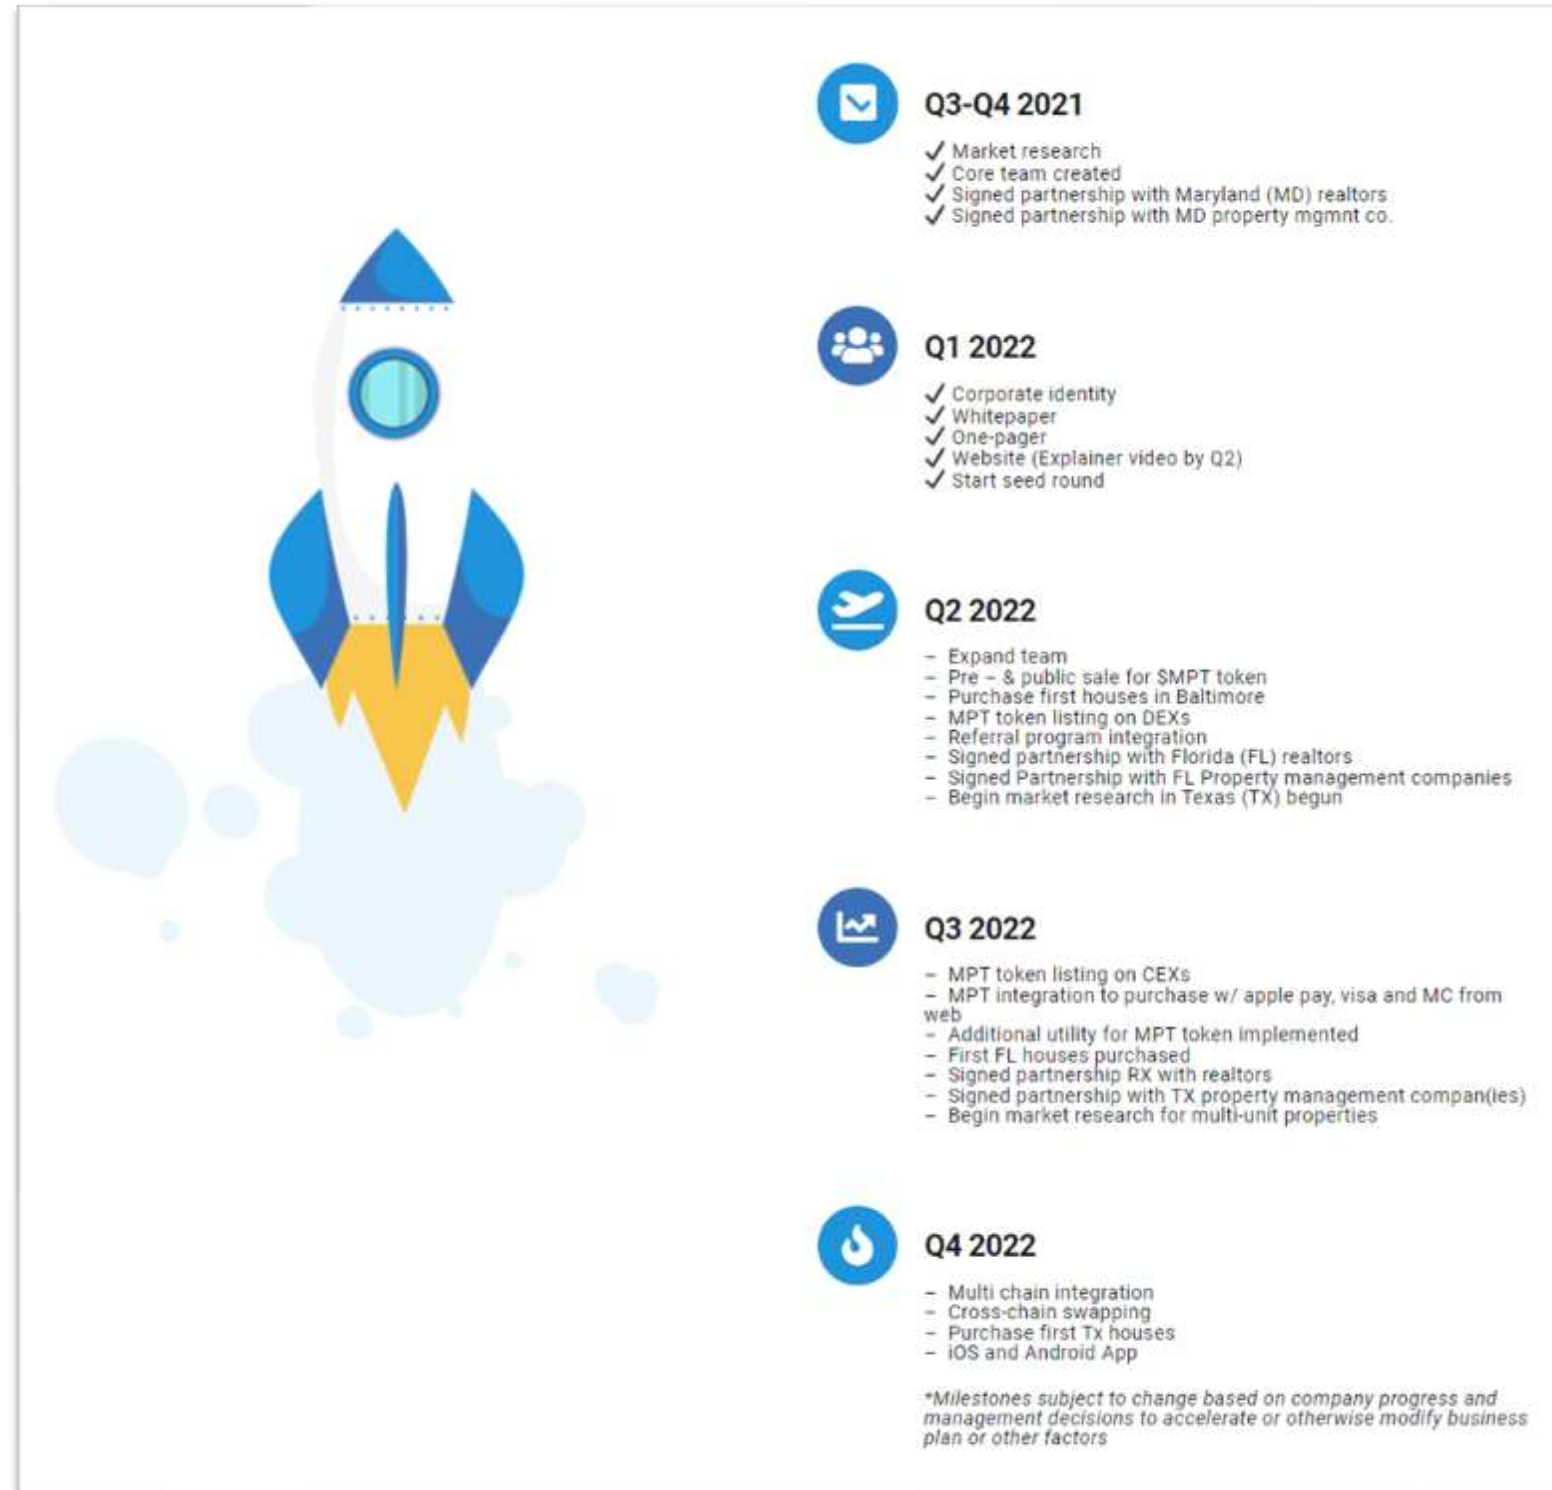 Q3-Q4 2021
✓ Market research
✓ Core team created
✓ Signed partnership with Maryland (MD) realtors
✓ Signed partnership with MD property mgmnt co.
Q1 2022
✓ Corporate identity
✓ Whitepaper
✓ One-pager
✓ Website (Explainer video by Q2)
✓ Start seed round
Q2 2022
– Expand team
– Pre – & public sale for $MPT token
– Purchase first houses in Baltimore
– MPT token listing on DEXs
– Referral program integration
– Signed partnership with Florida (FL) realtors
– Signed Partnership with FL Property management companies
– Begin market research in Texas (TX) begun
Q3 2022
– MPT token listing on CEXs
– MPT integration to purchase w/ apple pay, visa and MC from
web
– Additional utility for MPT token implemented
– First FL houses purchased
– Signed partnership RX with realtors
– Signed partnership with TX property management compan(ies)
– Begin market research for multi-unit properties
Q4 2022
– Multi chain integration
– Cross-chain swapping
– Purchase first Tx houses
– iOS and Android App
*Milestones subject to change based on company progress and
management decisions to accelerate or otherwise modify business
plan or other factors